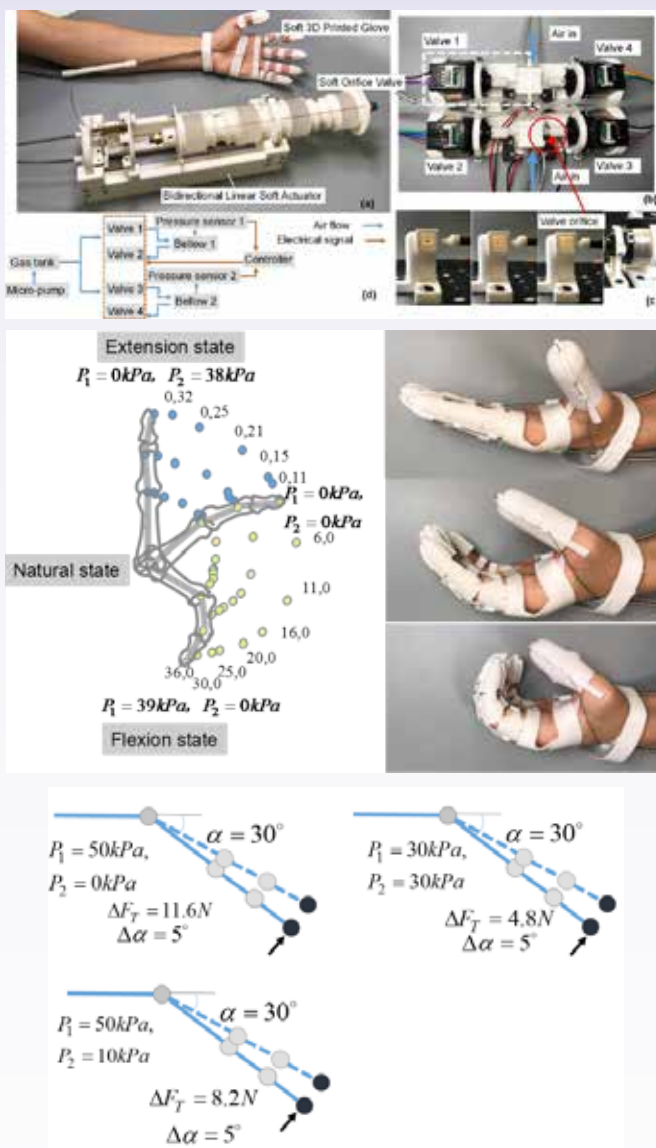 Soft 3D Printed Glove
Bidirectional Linear Soft Actuator
(a)
Valve 1
Air in
Valve 4
Soft Orifice Valve
Valve 2
Valve 3
Air in
(b)
Valve orifice
(c)
Valve 1
Pressure sensor 1
Air flow
Electrical signal
Bellow 1
Valve 2
Gas tank
Controller
Pressure sensor 2
Micro-pump
Valve 3
Bellow 2
Valve 4
(d)
Extension state
P₁ = 0kPa, P₂ = 38kPa
0,32
0,25
0,21
0,15
0,11
P₁ = 0kPa,
P₂ = 0kPa
6,0
Natural state
11,0
16,0
20,0
25,0
30,0
36,0
P₁ = 39kPa, P₂ = 0kPa
Flexion state
α = 30°
P₁ = 50kPa,
P₂ = 0kPa
ΔF_T = 11.6N
Δα = 5°
α = 30°
P₁ = 30kPa,
P₂ = 30kPa
ΔF_T = 4.8N
Δα = 5°
α = 30°
P₁ = 50kPa,
P₂ = 10kPa
ΔF_T = 8.2N
Δα = 5°